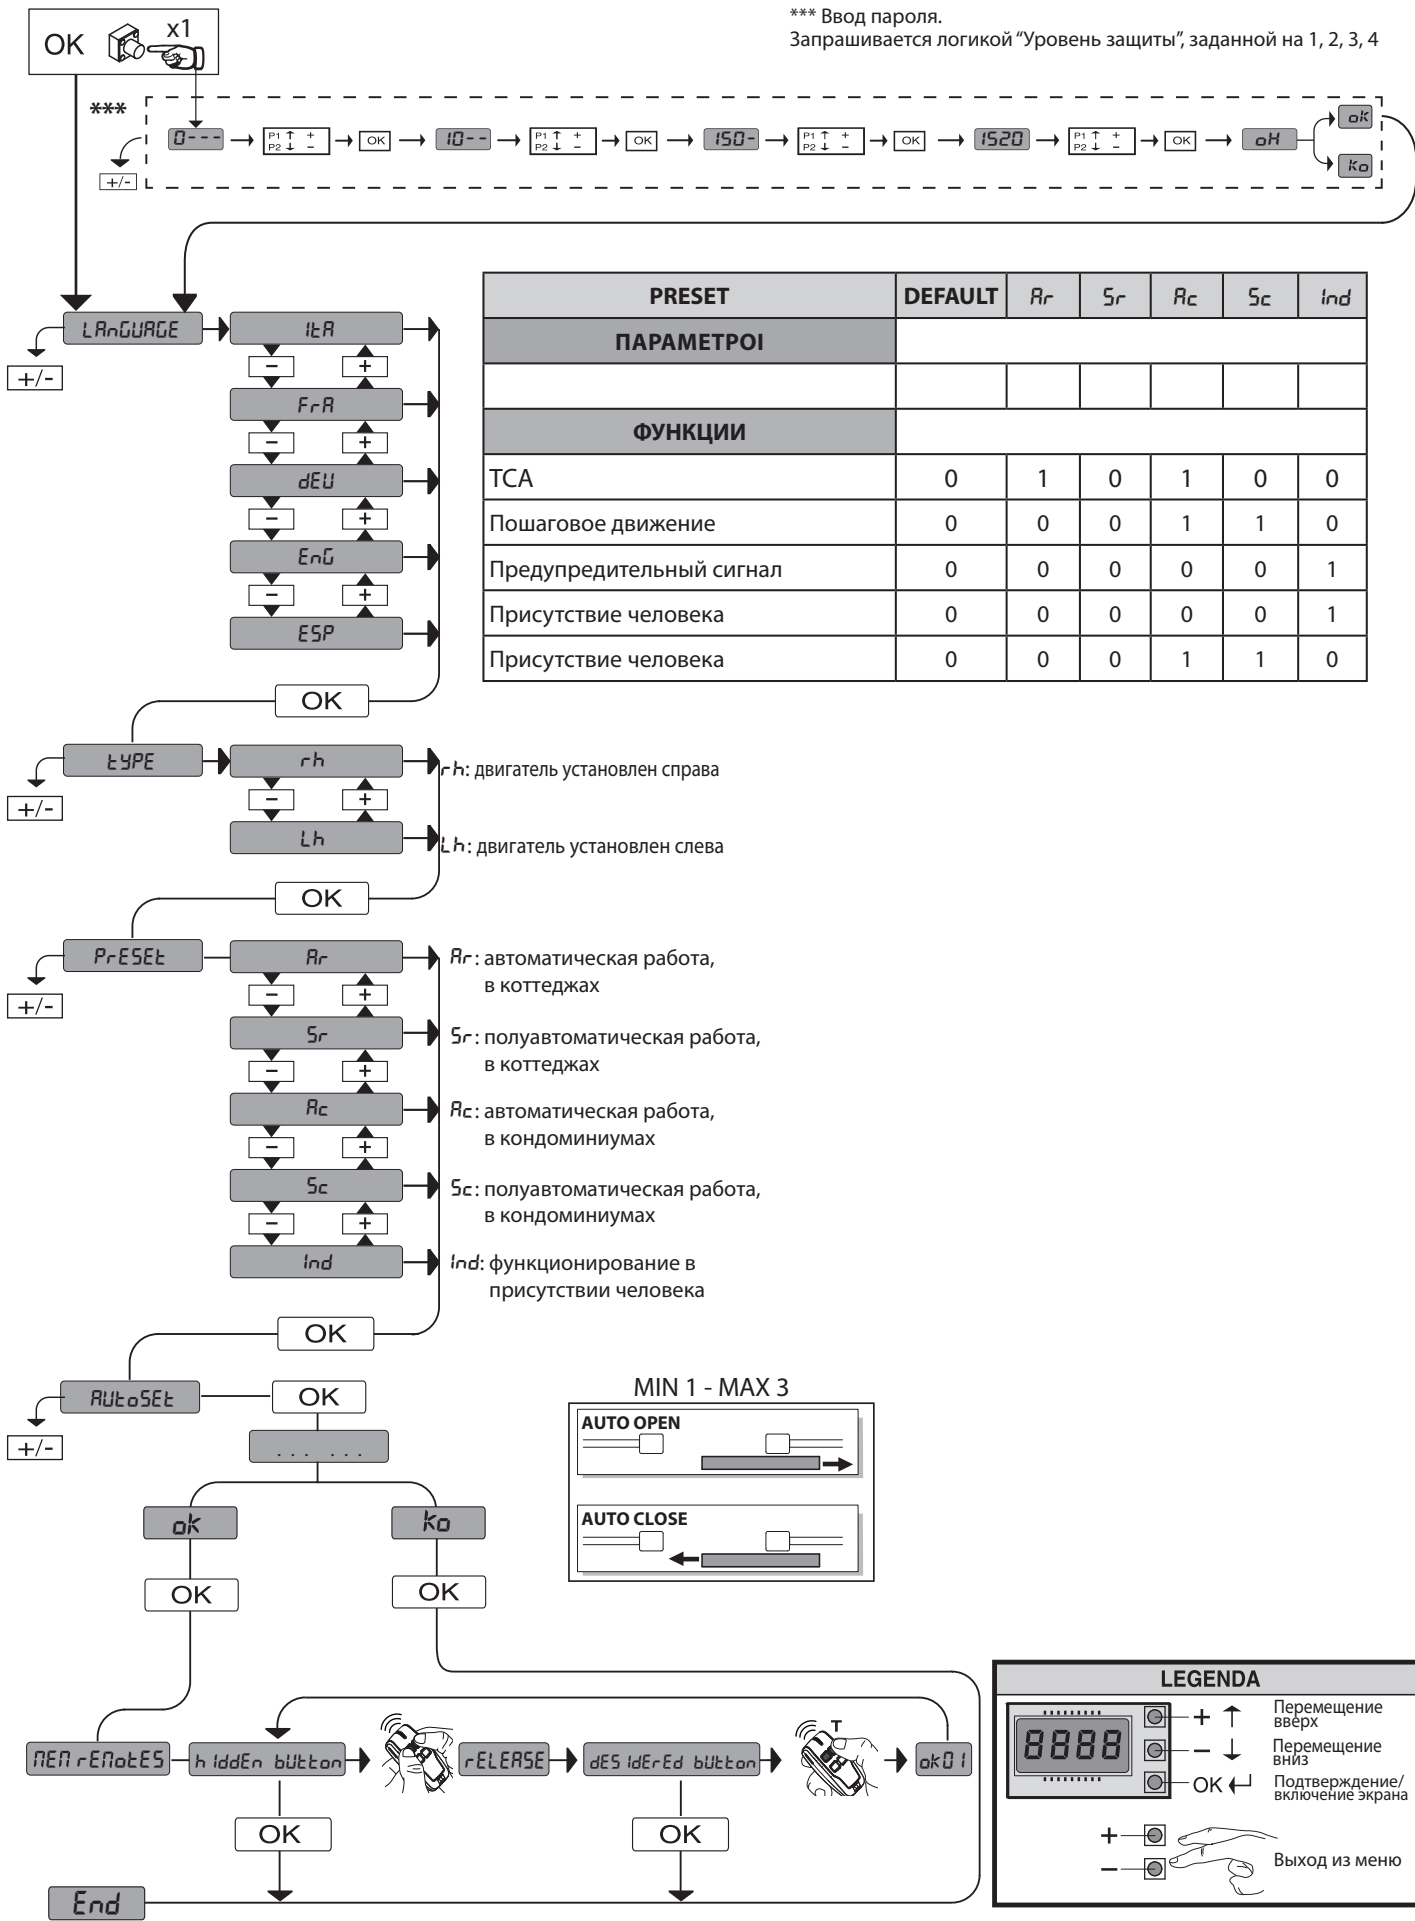 *** Ввод пароля.
Запрашивается логикой “Уровень защиты”, заданной на 1, 2, 3, 4
OK x1
***
0--- P1 ↑ + P2 ↓ - OK 10-- P1 ↑ + P2 ↓ - OK 150- P1 ↑ + P2 ↓ - OK 1520 P1 ↑ + P2 ↓ - OK oH ok
Ko
+/-
PRESET DEFAULT Ar Sr Ac Sc Ind
ПАРАМЕТРОІ
ФУНКЦИИ
TCA 0 1 0 1 0 0
Пошаговое движение 0 0 0 1 1 0
Предупредительный сигнал 0 0 0 0 0 1
Присутствие человека 0 0 0 0 0 1
Присутствие человека 0 0 0 1 1 0
LAnGUAGE ItA
+/-
- +
FrA
- +
dEU
- +
EnG
- +
ESP
OK
tYPE rh rh: двигатель установлен справа
+/-
- +
Lh Lh: двигатель установлен слева
OK
PrESEt Ar Ar: автоматическая работа,
в коттеджах
+/-
- +
Sr Sr: полуавтоматическая работа,
в коттеджах
- +
Ac Ac: автоматическая работа,
в кондоминиумах
- +
Sc Sc: полуавтоматическая работа,
в кондоминиумах
- +
Ind Ind: функционирование в
присутствии человека
OK
AUtoSEt OK
+/-
... ...
ok Ko
OK OK
MIN 1 - MAX 3
AUTO OPEN
AUTO CLOSE
MEM rEMotES hIddEn bUtton rELEASE dESIdErEd bUtton T ok01
OK OK
End
LEGENDA
8888
+ ↑ Перемещение
вверх
- ↓ Перемещение
вниз
OK ↵ Подтверждение/
включение экрана
+
- Выход из меню